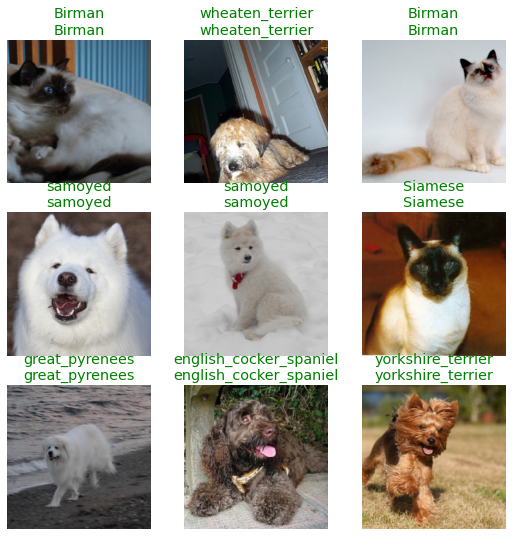 Birman
Birman
wheaten_terrier
wheaten_terrier
Birman
Birman
samoyed
samoyed
samoyed
samoyed
Siamese
Siamese
great_pyrenees
great_pyrenees
english_cocker_spaniel
english_cocker_spaniel
yorkshire_terrier
yorkshire_terrier